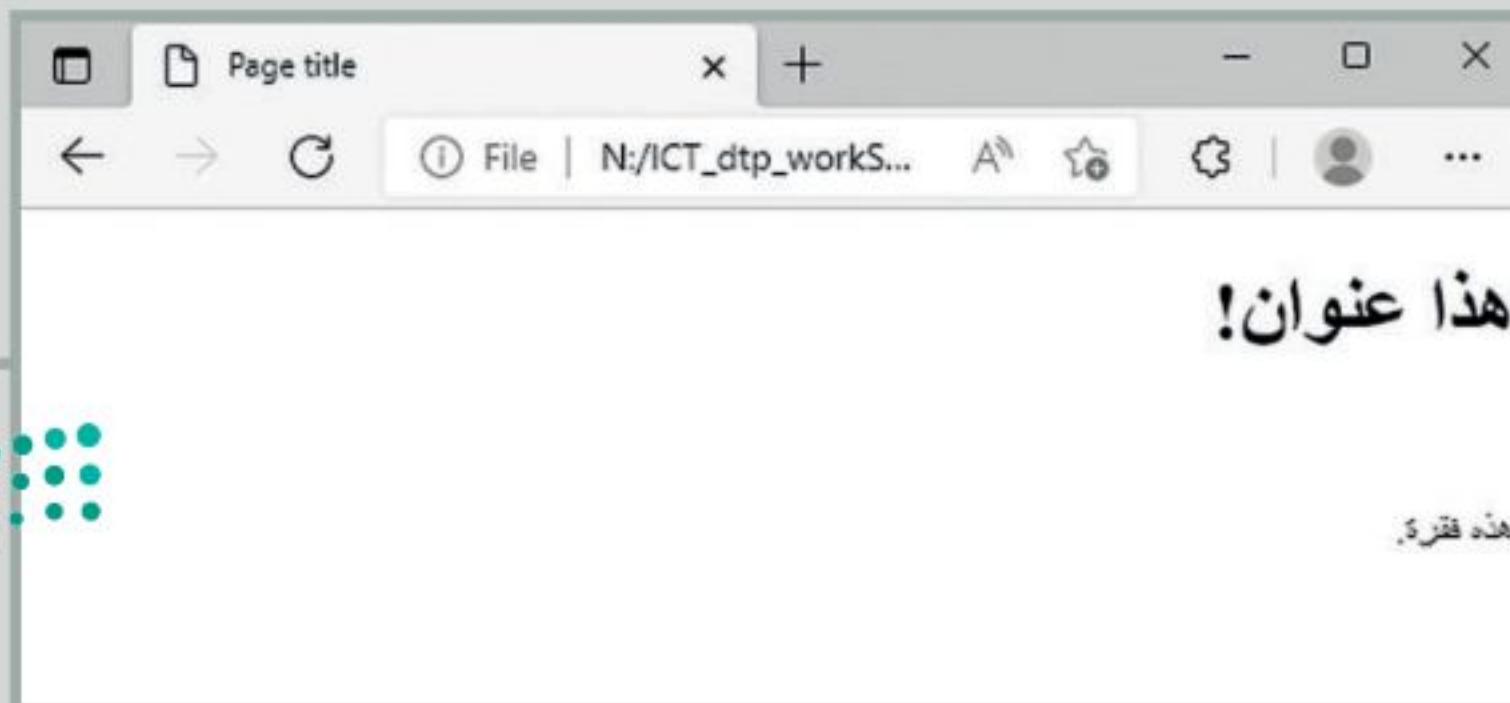 Page title
File | N:/ICT_dtp_workS...
هذا عنوان!
هذه فقرة.